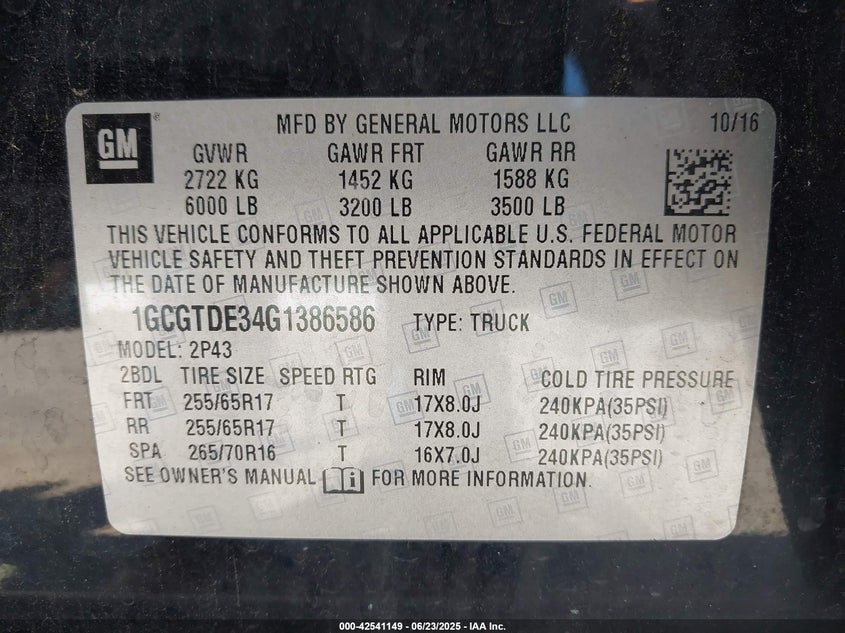 GM ® MFD BY GENERAL MOTORS LLC 10/16
GVWR GAWR FRT GAWR RR
2722 KG 1452 KG 1588 KG
6000 LB 3200 LB 3500 LB
THIS VEHICLE CONFORMS TO ALL APPLICABLE U.S. FEDERAL MOTOR
VEHICLE SAFETY AND THEFT PREVENTION STANDARDS IN EFFECT ON
THE DATE OF MANUFACTURE SHOWN ABOVE.
1GCGTDE34G1386586 TYPE: TRUCK
MODEL: 2P43
2BDL TIRE SIZE SPEED RTG RIM COLD TIRE PRESSURE
FRT 255/65R17 T 17X8.0J 240KPA(35PSI)
RR 255/65R17 T 17X8.0J 240KPA(35PSI)
SPA 265/70R16 T 16X7.0J 240KPA(35PSI)
SEE OWNER'S MANUAL i FOR MORE INFORMATION.
000-42541149 - 06/23/2025 - IAA Inc.